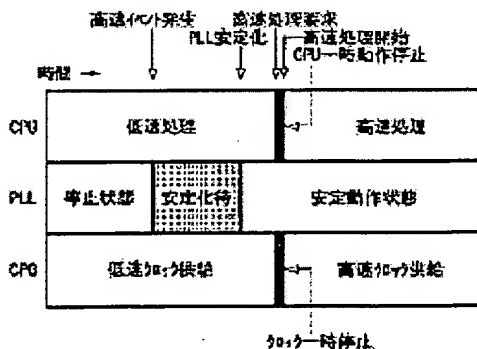 高速イベント発生
高速処理要求
PLL安定化
高速処理開始
CPU一時動作停止
時間 →
CPU
低速処理
高速処理
PLL
停止状態
安定化待
安定動作状態
CPG
低速クロック供給
高速クロック供給
クロック一時停止